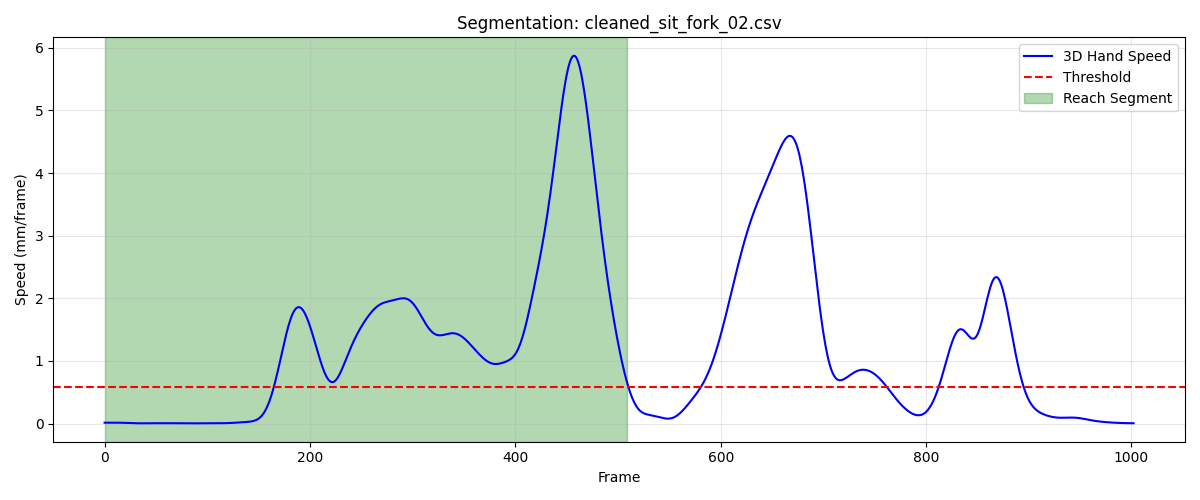 Segmentation: cleaned_sit_fork_02.csv
3D Hand Speed
Threshold
Reach Segment
Speed (mm/frame)
6
5
4
3
2
1
0
0 200 400 600 800 1000
Frame